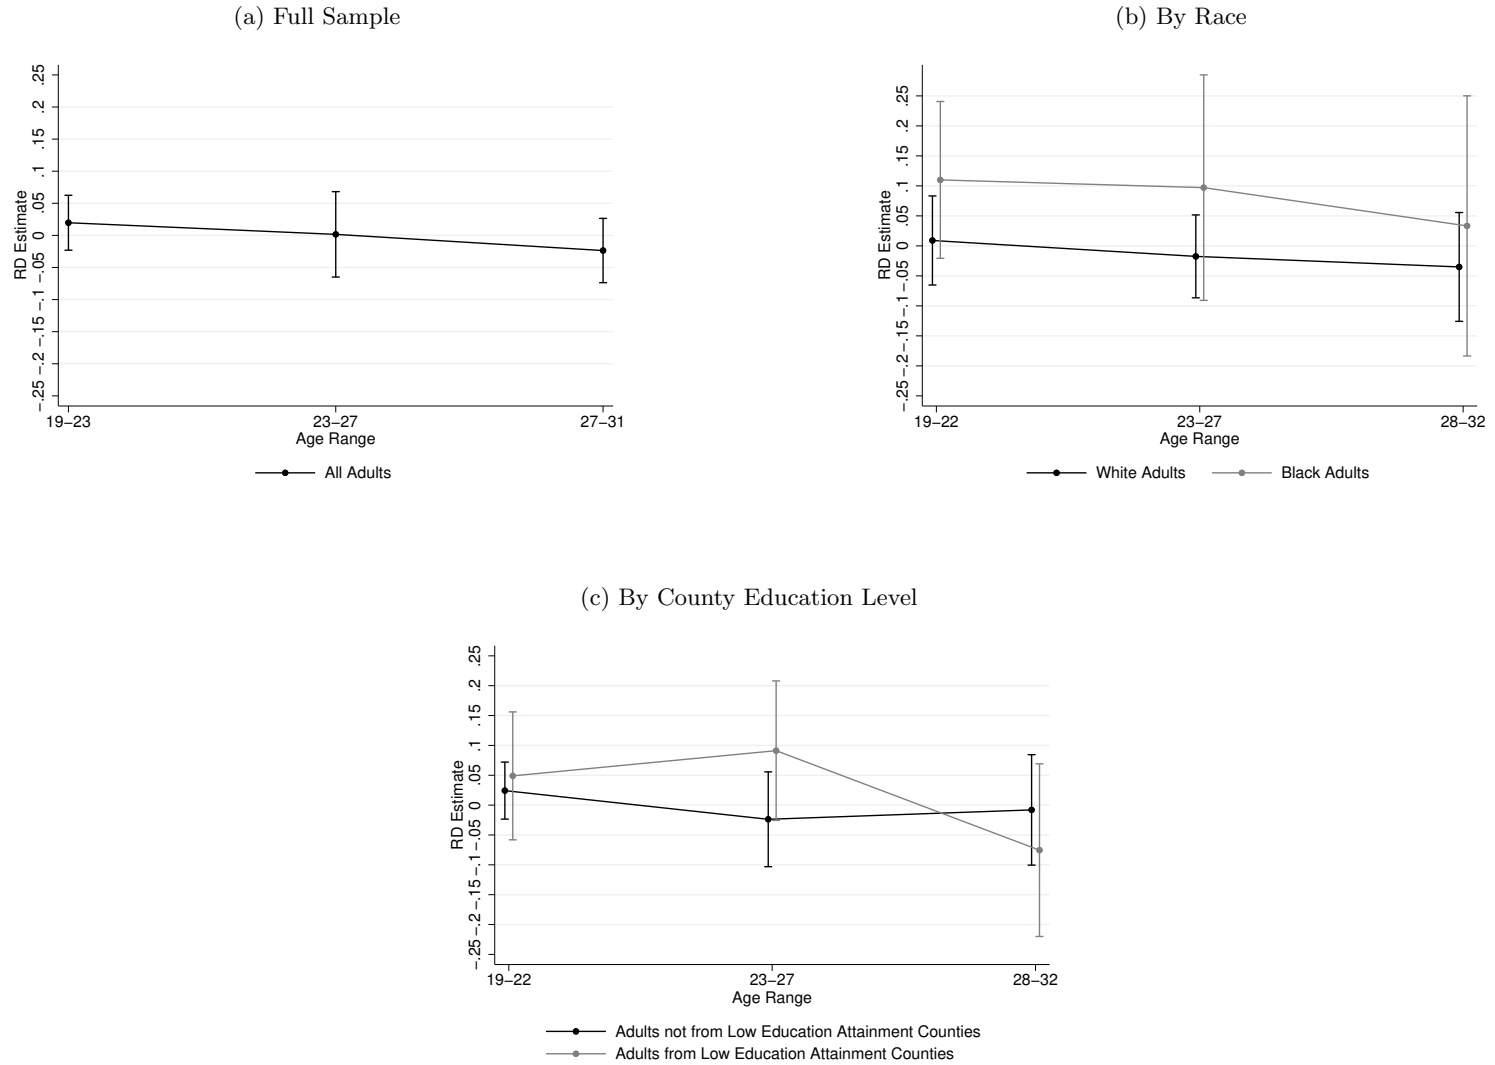 (a) Full Sample
RD Estimate
−.25 −.2 −.15 −.1 −.05 0 .05 .1 .15 .2 .25
19−23 23−27 27−31
Age Range
All Adults
(b) By Race
RD Estimate
−.25 −.2 −.15 −.1 −.05 0 .05 .1 .15 .2 .25
19−22 23−27 28−32
Age Range
White Adults Black Adults
(c) By County Education Level
RD Estimate
−.25 −.2 −.15 −.1 −.05 0 .05 .1 .15 .2 .25
19−22 23−27 28−32
Age Range
Adults not from Low Education Attainment Counties
Adults from Low Education Attainment Counties